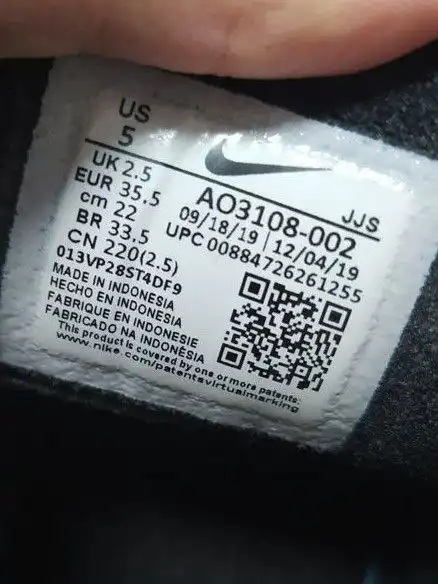 US
5
UK 2.5
EUR 35.5
cm 22
BR 33.5
CN 220(2.5)
JJS
AO3108-002
09/18/19 | 12/04/19
UPC 00884726261255
013VP28ST4DF9
MADE IN INDONESIA
HECHO EN INDONESIA
FABRIQUE EN INDONESIE
FABRICADO NA INDONÉSIA
This product is covered by one or more patents:
www.nike.com/patentsvirtualmarking